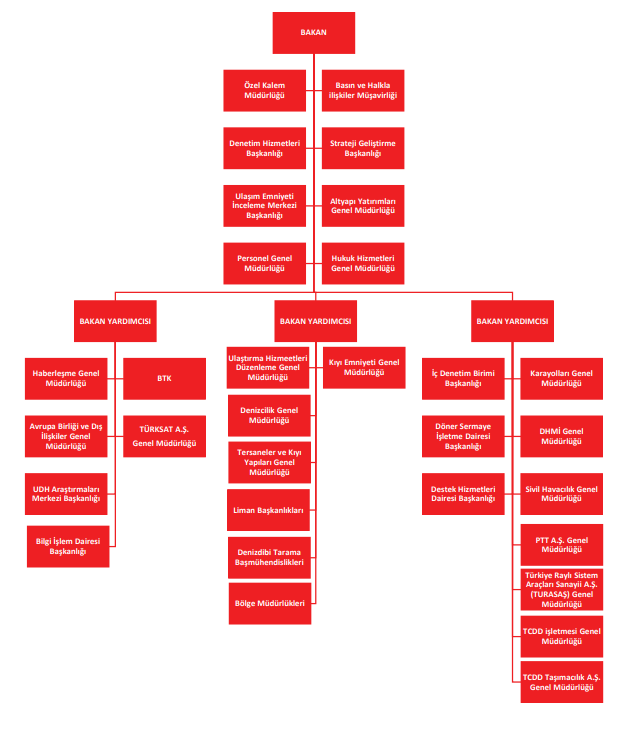 BAKAN
Özel Kalem
Müdürlüğü
Basın ve Halkla
ilişkiler Müşavirliği
Denetim Hizmetleri
Başkanlığı
Strateji Geliştirme
Başkanlığı
Ulaşım Emniyeti
İnceleme Merkezi
Başkanlığı
Altyapı Yatırımları
Genel Müdürlüğü
Personel Genel
Müdürlüğü
Hukuk Hizmetleri
Genel Müdürlüğü
BAKAN YARDIMCISI
Haberleşme Genel
Müdürlüğü
BTK
Avrupa Birliği ve Dış
İlişkiler Genel
Müdürlüğü
TÜRKSAT A.Ş.
Genel Müdürlüğü
UDH Araştırmaları
Merkezi Başkanlığı
Bilgi İşlem Dairesi
Başkanlığı
BAKAN YARDIMCISI
Ulaştırma Hizmeetleri
Düzenleme Genel
Müdürlüğü
Kıyı Emniyeti Genel
Müdürlüğü
Denizcilik Genel
Müdürlüğü
Tersaneler ve Kıyı
Yapıları Genel
Müdürlüğü
Liman Başkanlıkları
Denizdibi Tarama
Başmühendislikleri
Bölge Müdürlükleri
BAKAN YARDIMCISI
İç Denetim Birimi
Başkanlığı
Karayolları Genel
Müdürlüğü
Döner Sermaye
İşletme Dairesi
Başkanlığı
DHMİ Genel
Müdürlüğü
Destek Hizmetleri
Dairesi Başkanlığı
Sivil Havacılık Genel
Müdürlüğü
PTT A.Ş. Genel
Müdürlüğü
Türkiye Raylı Sistem
Araçları Sanayii A.Ş.
(TURASAŞ) Genel
Müdürlüğü
TCDD işletmesi Genel
Müdürlüğü
TCDD Taşımacılık A.Ş.
Genel Müdürlüğü